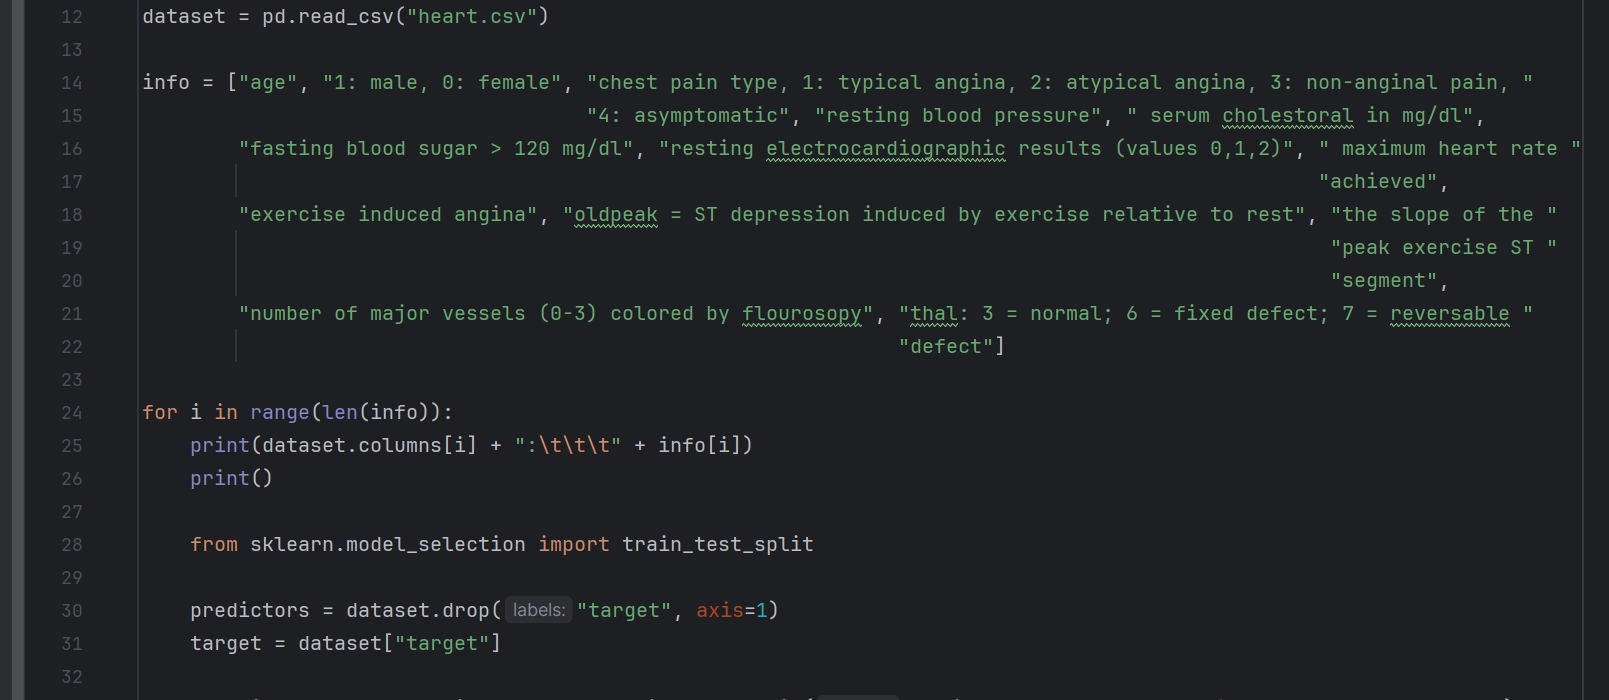 12 dataset = pd.read_csv("heart.csv")
13
14 info = ["age", "1: male, 0: female", "chest pain type, 1: typical angina, 2: atypical angina, 3: non-anginal pain, "
15 "4: asymptomatic", "resting blood pressure", " serum cholestoral in mg/dl",
16 "fasting blood sugar > 120 mg/dl", "resting electrocardiographic results (values 0,1,2)", " maximum heart rate "
17 "achieved",
18 "exercise induced angina", "oldpeak = ST depression induced by exercise relative to rest", "the slope of the "
19 "peak exercise ST "
20 "segment",
21 "number of major vessels (0-3) colored by flourosopy", "thal: 3 = normal; 6 = fixed defect; 7 = reversable "
22 "defect"]
23
24 for i in range(len(info)):
25 print(dataset.columns[i] + ":\t\t\t" + info[i])
26 print()
27
28 from sklearn.model_selection import train_test_split
29
30 predictors = dataset.drop( labels: "target", axis=1)
31 target = dataset["target"]
32